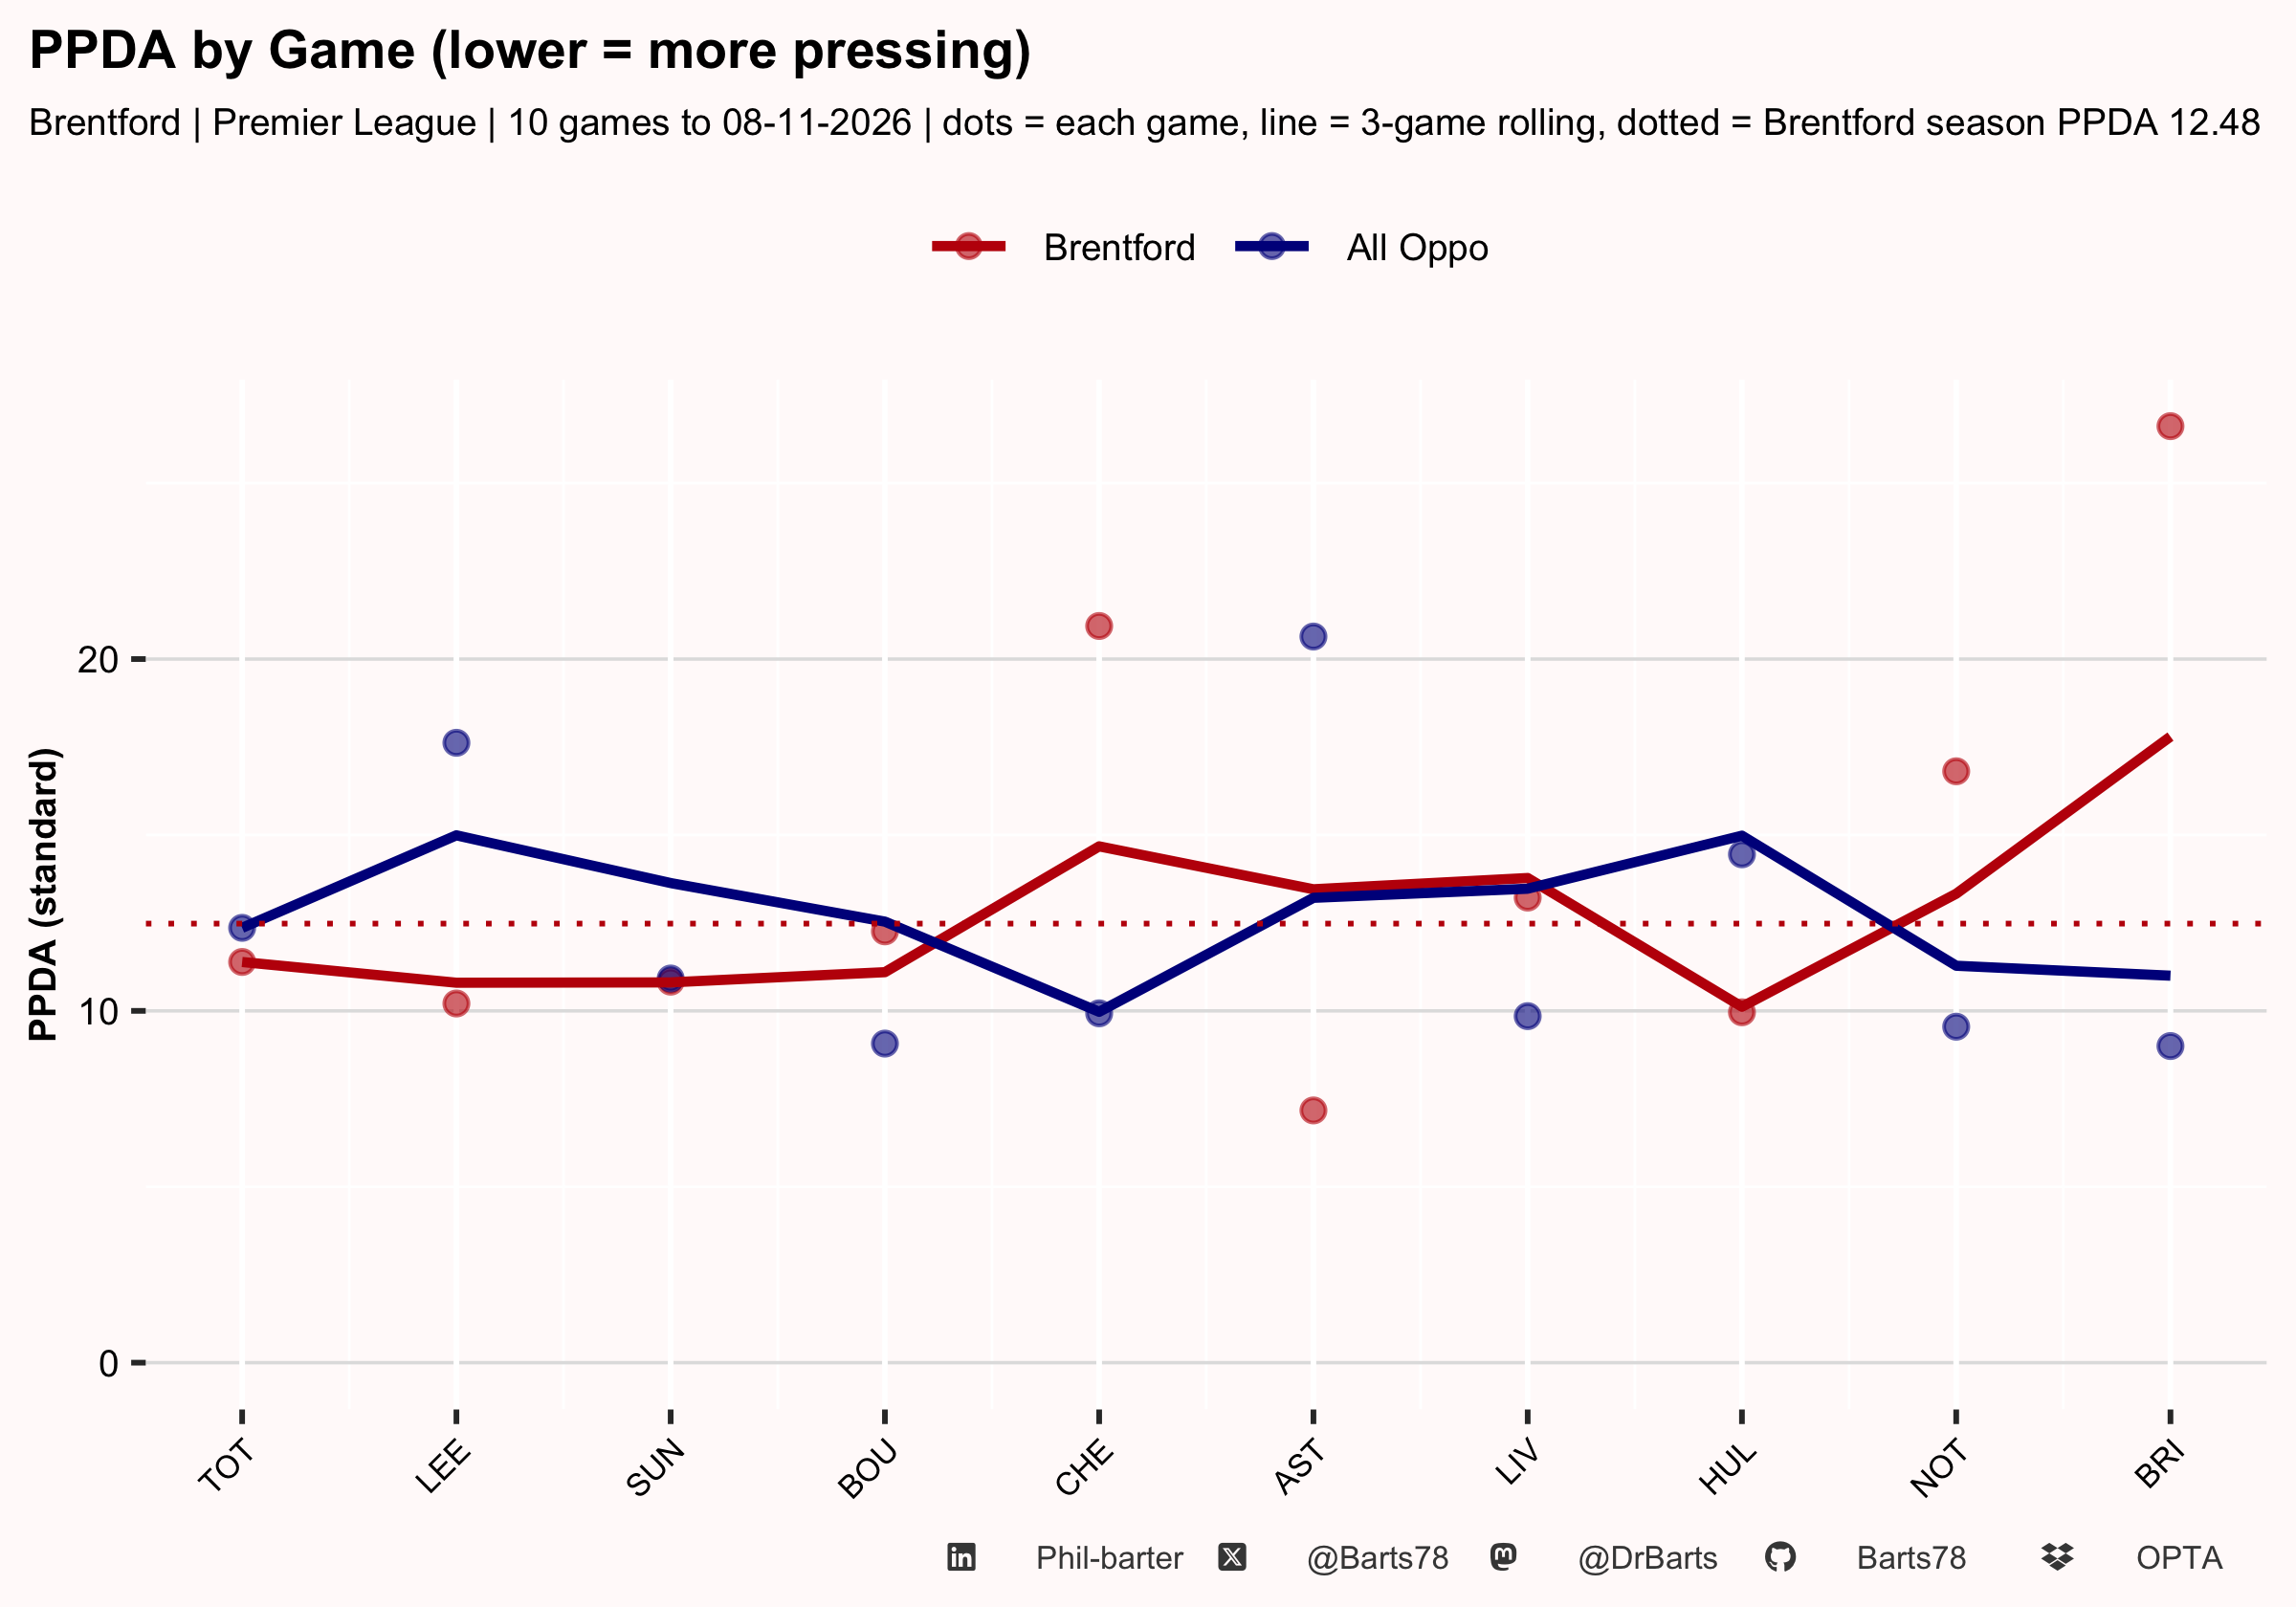 PPDA by Game (lower = more pressing)
Brentford | Premier League | 10 games to 08-11-2026 | dots = each game, line = 3-game rolling, dotted = Brentford season PPDA 12.48
Brentford All Oppo
PPDA (standard)
20
10
0
TOT LEE SUN BOU CHE AST LIV HUL NOT BRI
Phil-barter @Barts78 @DrBarts Barts78 OPTA